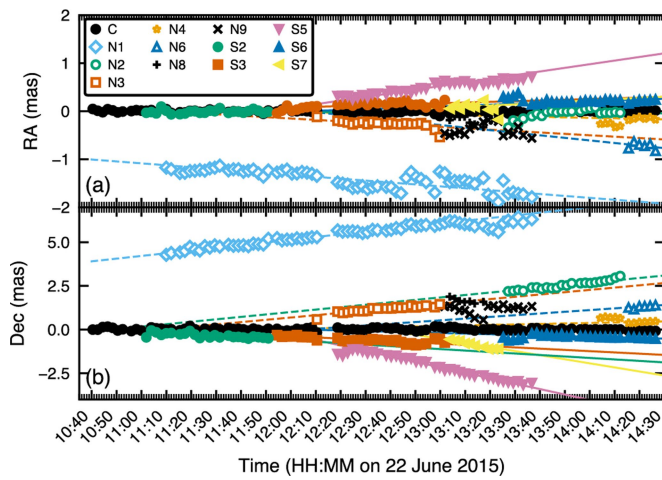 2
C N4 N9 S5
N1 N6 N8 S6
N2 S2 S7
N3 S3
1
0
−1
−2
RA (mas)
(a)
5.0
2.5
0.0
−2.5
Dec (mas)
(b)
10:40 10:50 11:00 11:10 11:20 11:30 11:40 11:50 12:00 12:10 12:20 12:30 12:40 12:50 13:00 13:10 13:20 13:30 13:40 13:50 14:00 14:10 14:20 14:30
Time (HH:MM on 22 June 2015)